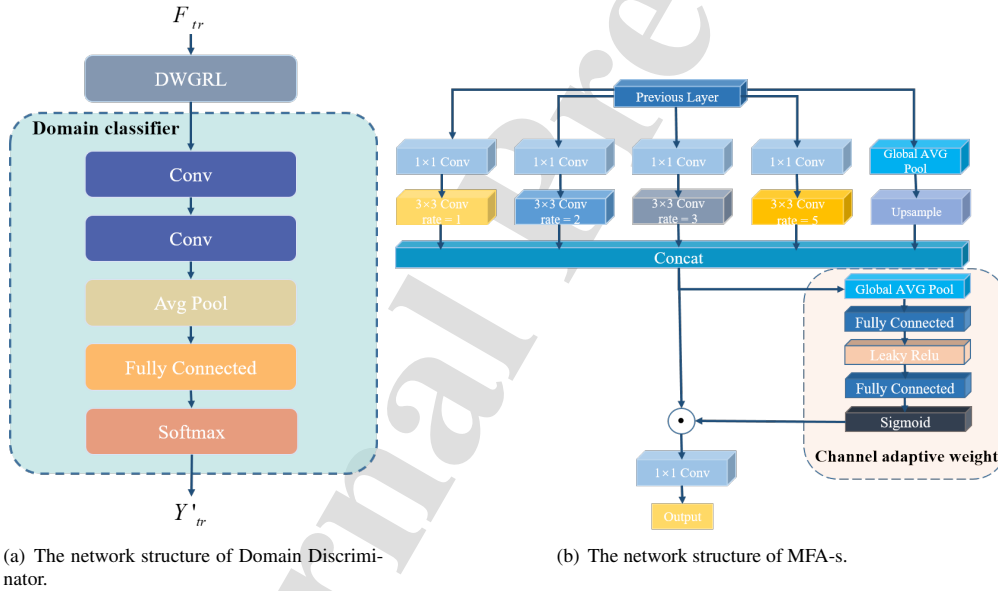 F tr
DWGRL
Domain classifier
Conv
Conv
Avg Pool
Fully Connected
Softmax
Y' tr
(a) The network structure of Domain Discrimi-
nator.
Previous Layer
1×1 Conv
1×1 Conv
1×1 Conv
1×1 Conv
Global AVG
Pool
3×3 Conv
rate = 1
3×3 Conv
rate = 2
3×3 Conv
rate = 3
3×3 Conv
rate = 5
Upsample
Concat
Global AVG Pool
Fully Connected
Leaky Relu
Fully Connected
Sigmoid
Channel adaptive weight
1×1 Conv
Output
(b) The network structure of MFA-s.
rnal Pre